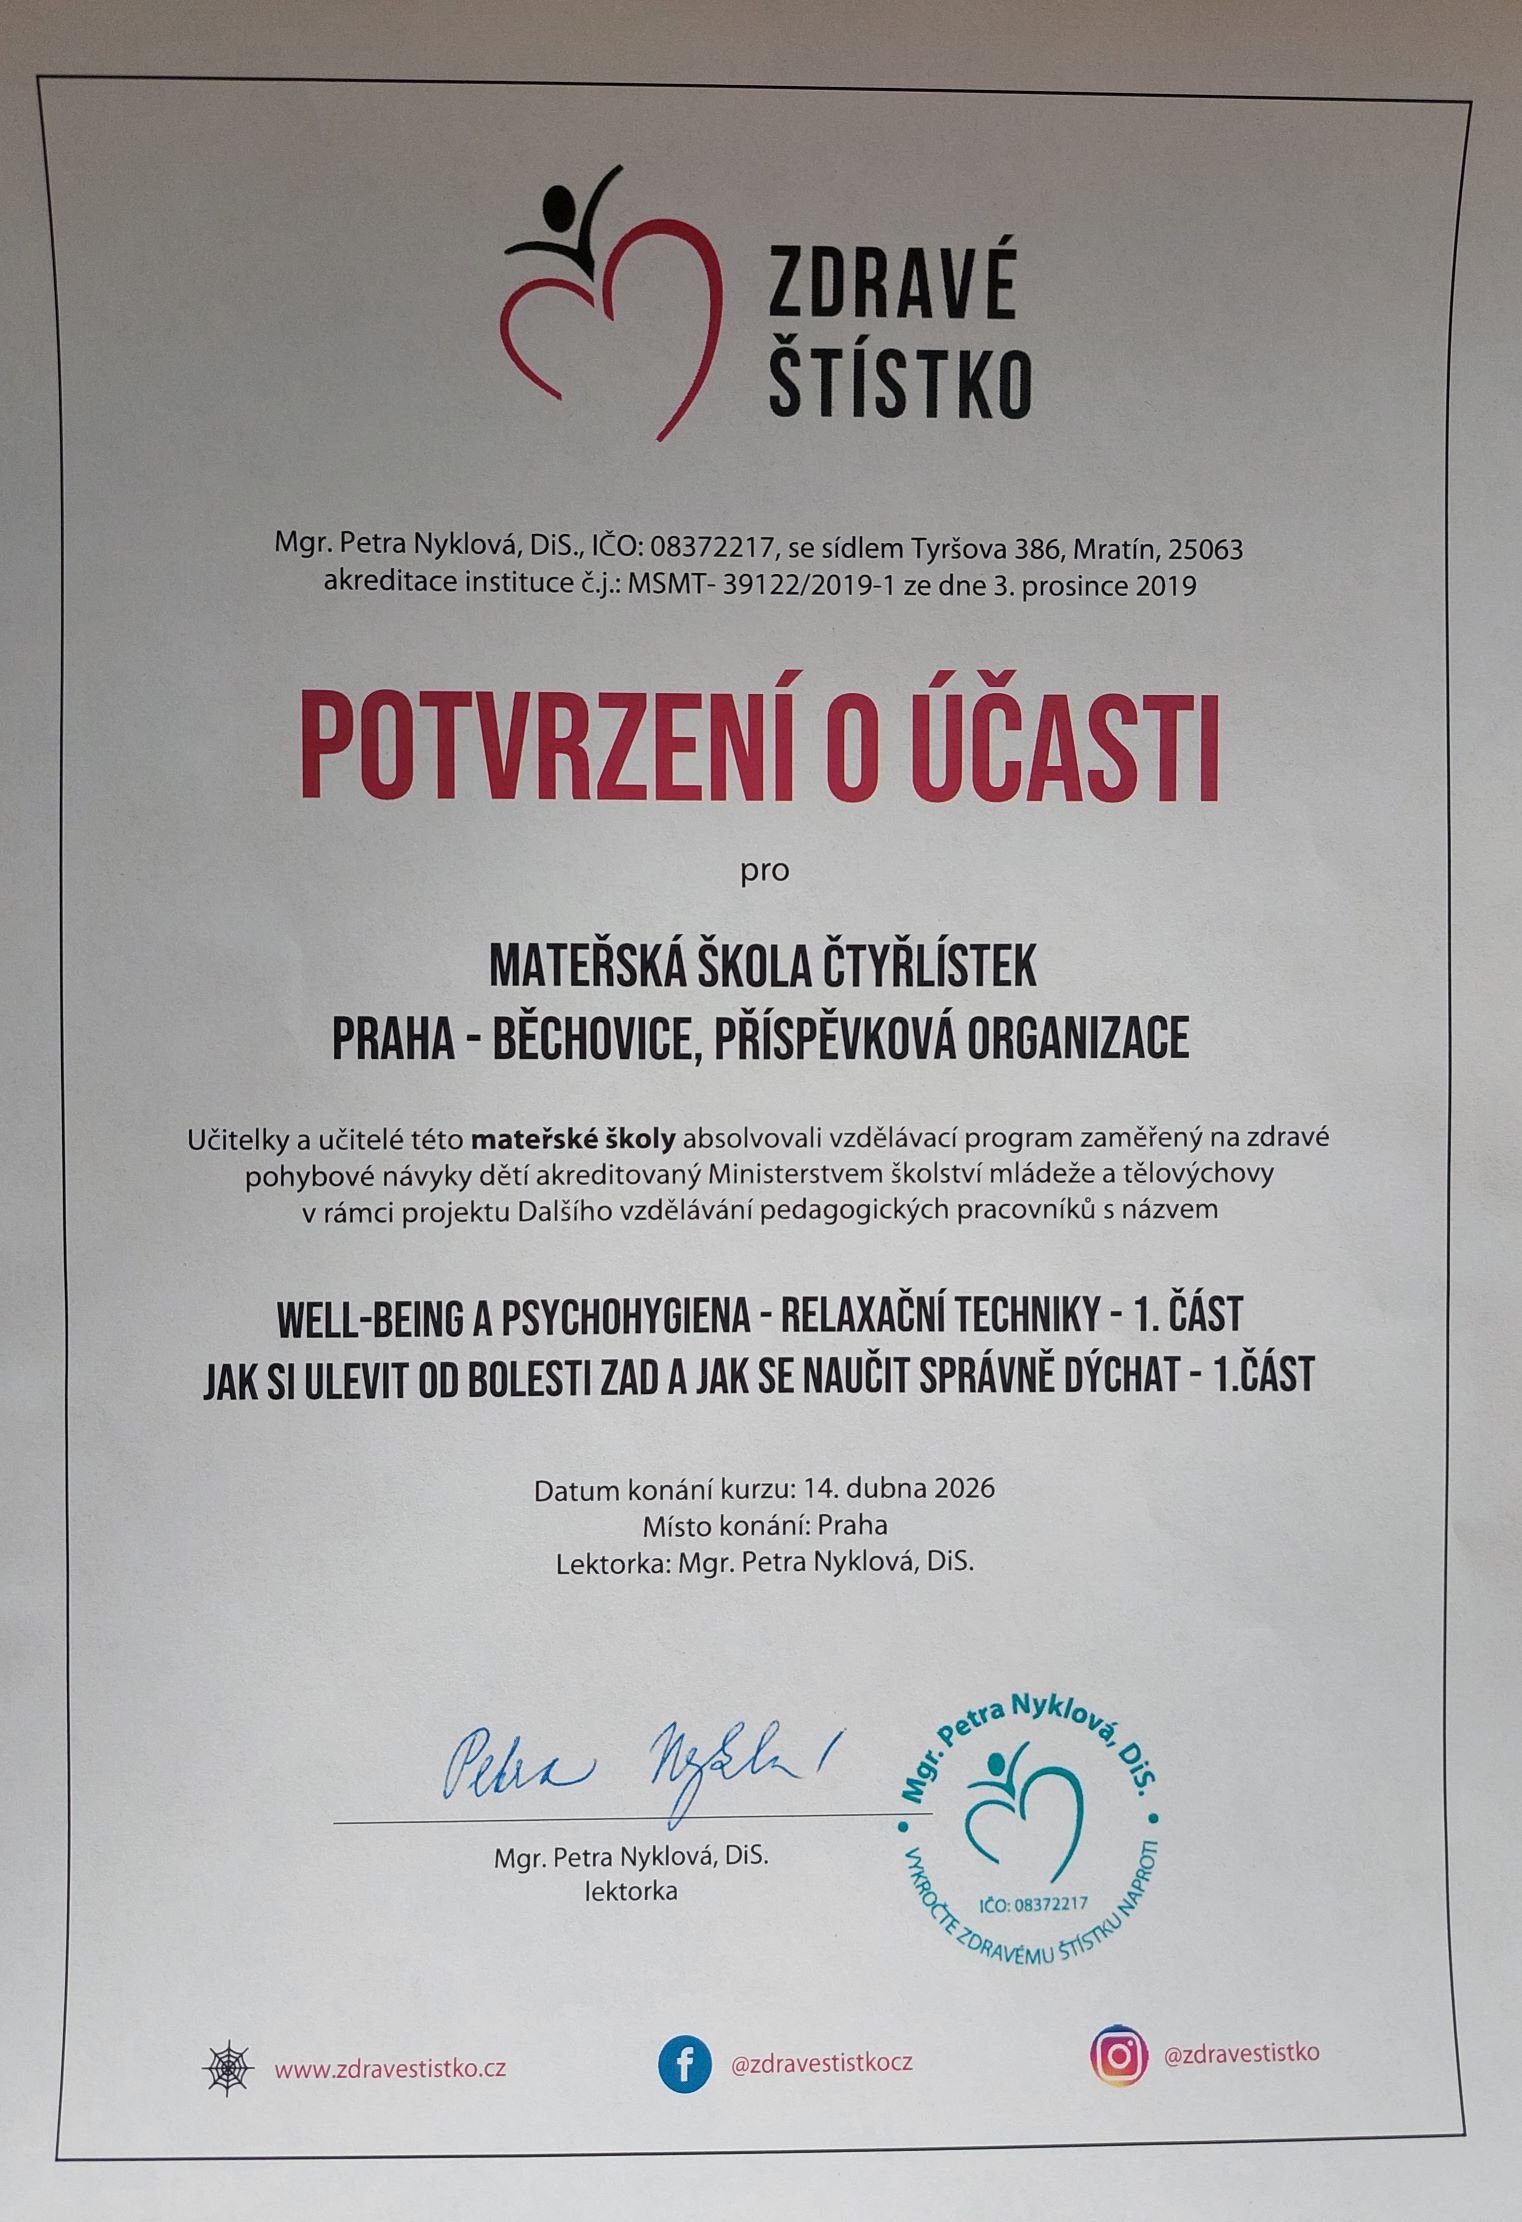 ZDRAVÉ
ŠTÍSTKO
Mgr. Petra Nyklová, DiS., IČO: 08372217, se sídlem Tyršova 386, Mratín, 25063
akreditace instituce č.j.: MSMT- 39122/2019-1 ze dne 3. prosince 2019
POTVRZENÍ O ÚČASTI
pro
MATEŘSKÁ ŠKOLA ČTYŘLÍSTEK
PRAHA - BĚCHOVICE, PŘÍSPĚVKOVÁ ORGANIZACE
Učitelky a učitelé této mateřské školy absolvovali vzdělávací program zaměřený na zdravé
pohybové návyky dětí akreditovaný Ministerstvem školství mládeže a tělovýchovy
v rámci projektu Dalšího vzdělávání pedagogických pracovníků s názvem
WELL-BEING A PSYCHOHYGIENA - RELAXAČNÍ TECHNIKY - 1. ČÁST
JAK SI ULEVIT OD BOLESTI ZAD A JAK SE NAUČIT SPRÁVNĚ DÝCHAT - 1.ČÁST
Datum konání kurzu: 14. dubna 2026
Místo konání: Praha
Lektorka: Mgr. Petra Nyklová, DiS.
Petra Nyklová
Mgr. Petra Nyklová, DiS.
lektorka
• Mgr. Petra Nyklová, DiS. •
IČO: 08372217
VYKROČTE ZDRAVÉMU ŠTÍSTKU NAPROTI
www.zdravestistko.cz
@zdravestistkocz
@zdravestistko